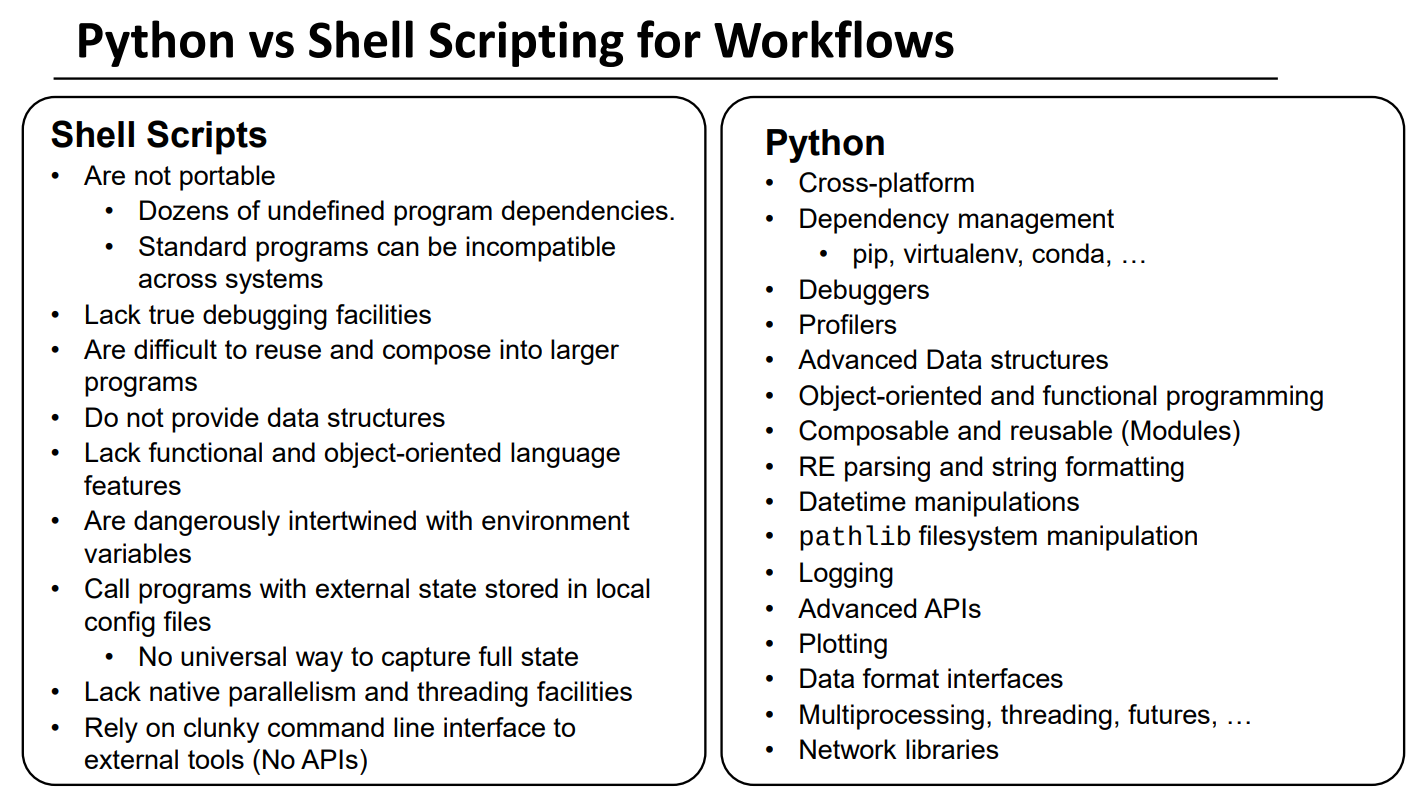 Python vs Shell Scripting for Workflows
Shell Scripts
• Are not portable
• Dozens of undefined program dependencies.
• Standard programs can be incompatible
across systems
• Lack true debugging facilities
• Are difficult to reuse and compose into larger
programs
• Do not provide data structures
• Lack functional and object-oriented language
features
• Are dangerously intertwined with environment
variables
• Call programs with external state stored in local
config files
• No universal way to capture full state
• Lack native parallelism and threading facilities
• Rely on clunky command line interface to
external tools (No APIs)
Python
• Cross-platform
• Dependency management
• pip, virtualenv, conda, …
• Debuggers
• Profilers
• Advanced Data structures
• Object-oriented and functional programming
• Composable and reusable (Modules)
• RE parsing and string formatting
• Datetime manipulations
• pathlib filesystem manipulation
• Logging
• Advanced APIs
• Plotting
• Data format interfaces
• Multiprocessing, threading, futures, …
• Network libraries